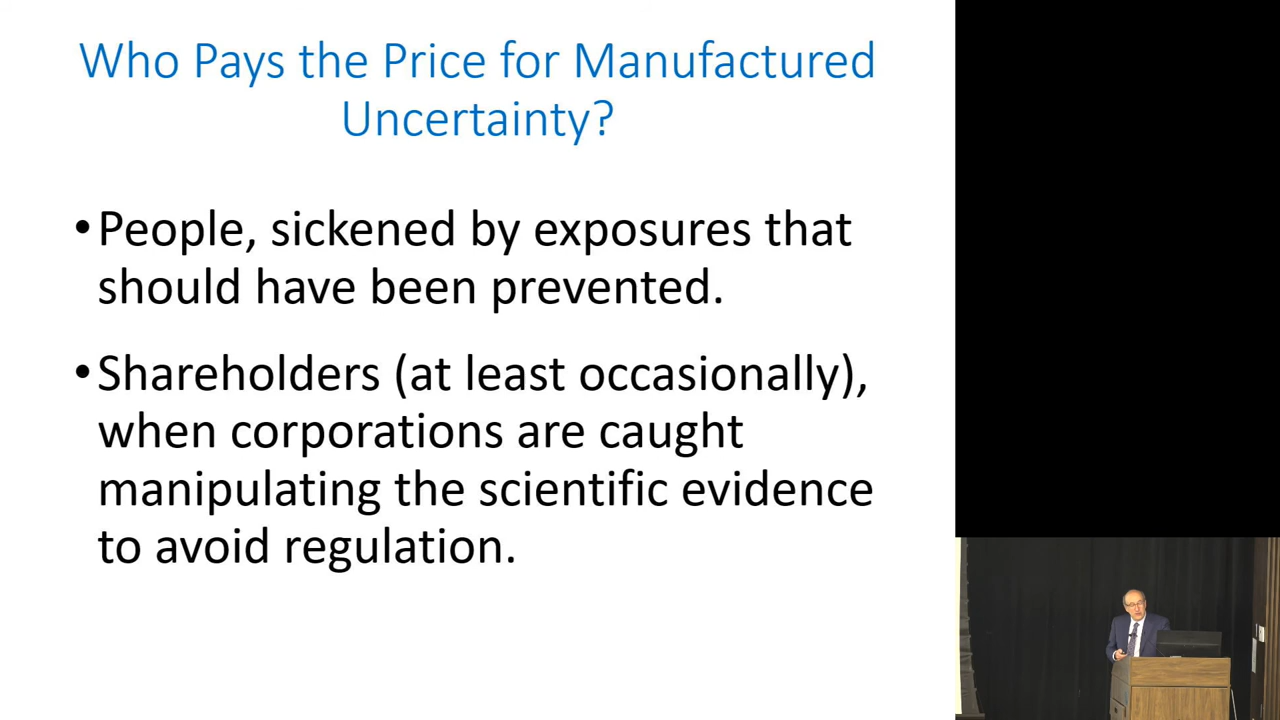 Who Pays the Price for Manufactured
Uncertainty?
•People, sickened by exposures that
should have been prevented.
•Shareholders (at least occasionally),
when corporations are caught
manipulating the scientific evidence
to avoid regulation.